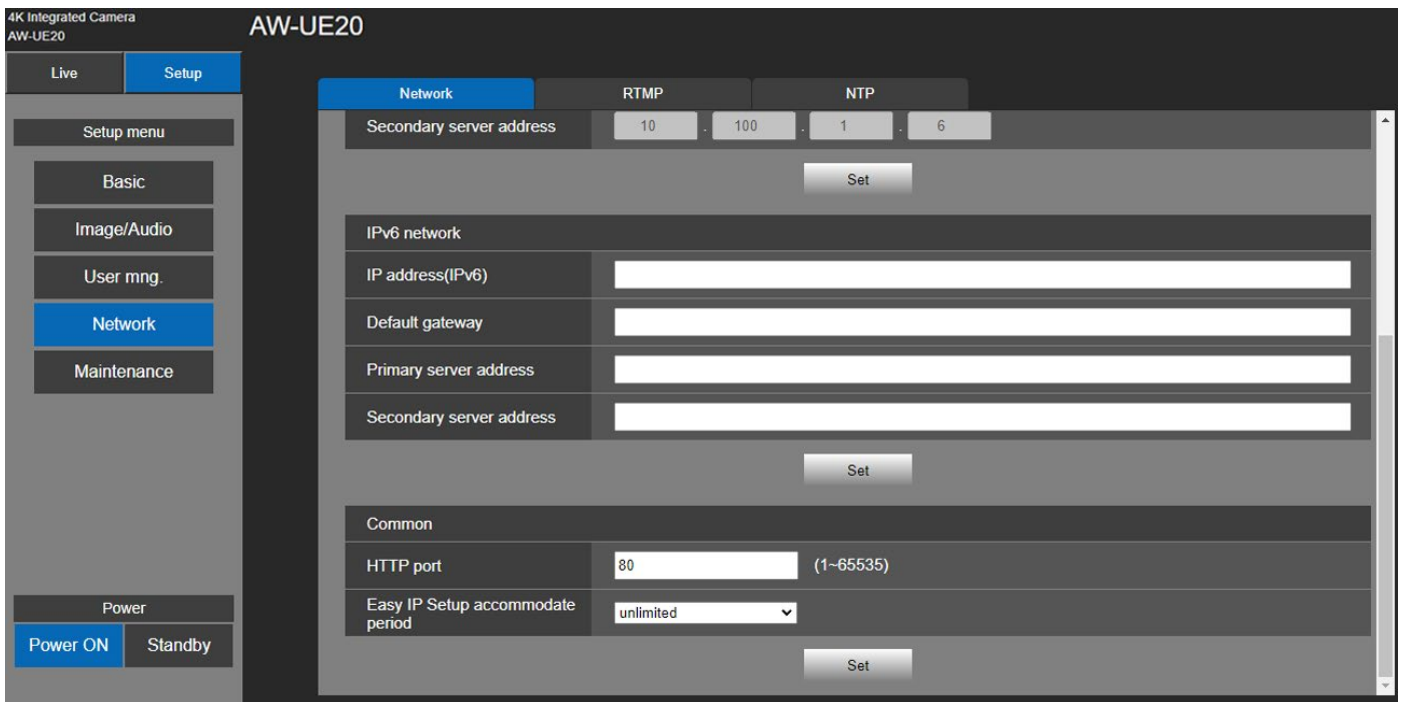 4K Integrated Camera
AW-UE20
AW-UE20
Live Setup
Network RTMP NTP
Setup menu
Basic
Image/Audio
User mng.
Network
Maintenance
Power
Power ON Standby
Secondary server address 10 . 100 . 1 . 6
Set
IPv6 network
IP address(IPv6)
Default gateway
Primary server address
Secondary server address
Set
Common
HTTP port 80 (1~65535)
Easy IP Setup accommodate
period
unlimited
Set